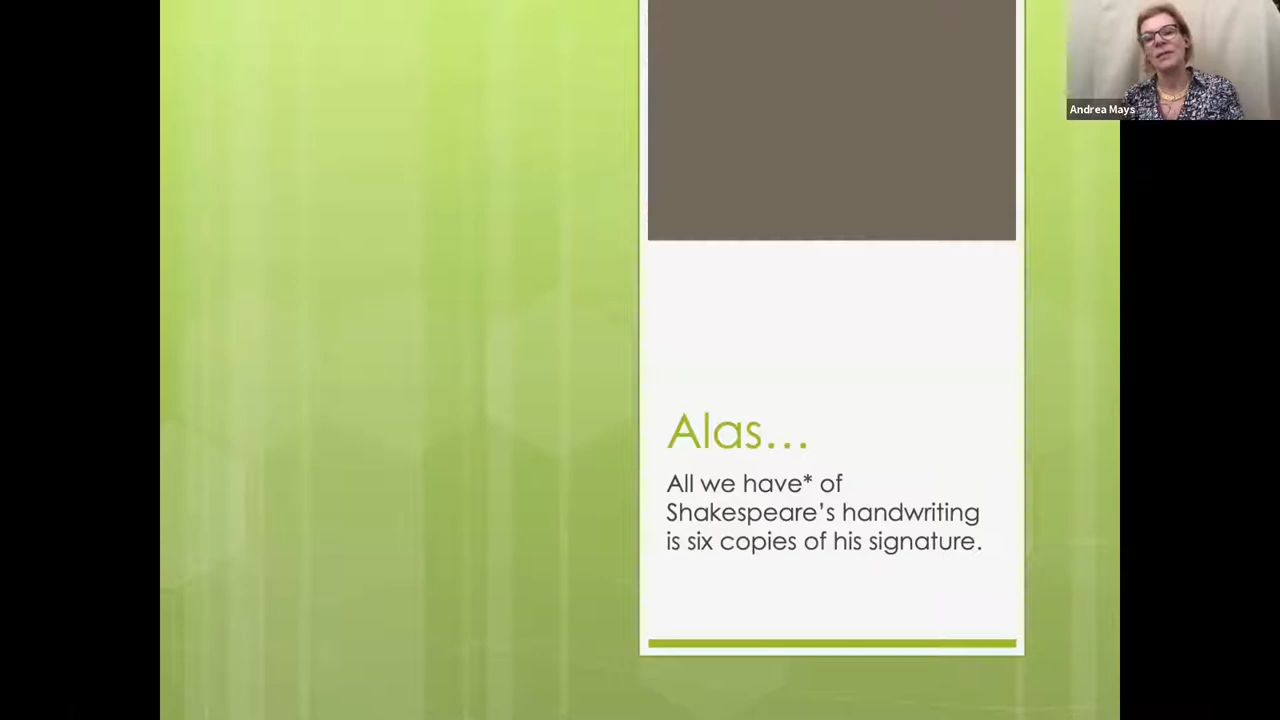 Andrea Mays
Alas...
All we have* of
Shakespeare’s handwriting
is six copies of his signature.